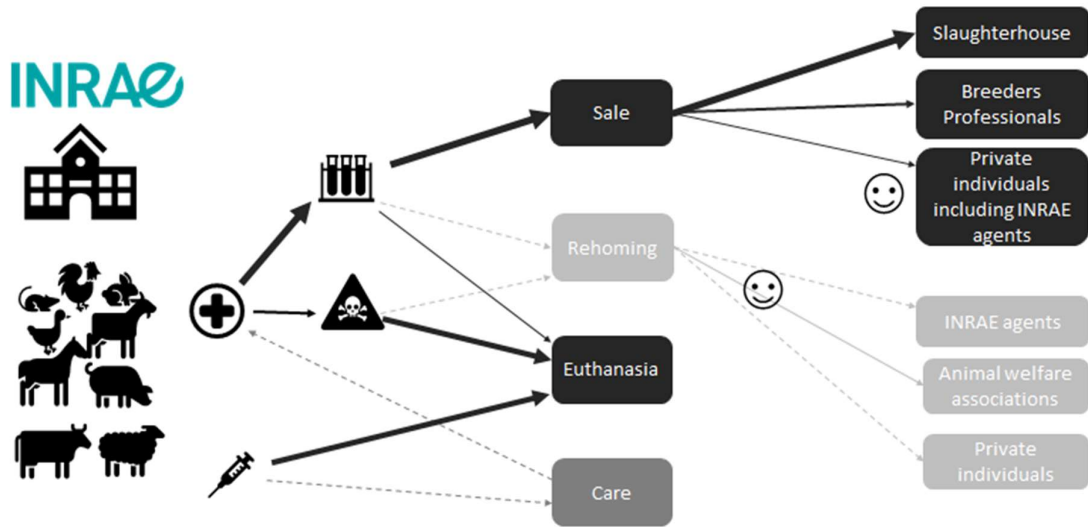 INRAE
Slaughterhouse
Sale
Breeders
Professionals
Private
individuals
including INRAE
agents
Rehoming
INRAE agents
Euthanasia
Animal welfare
associations
Private
individuals
Care